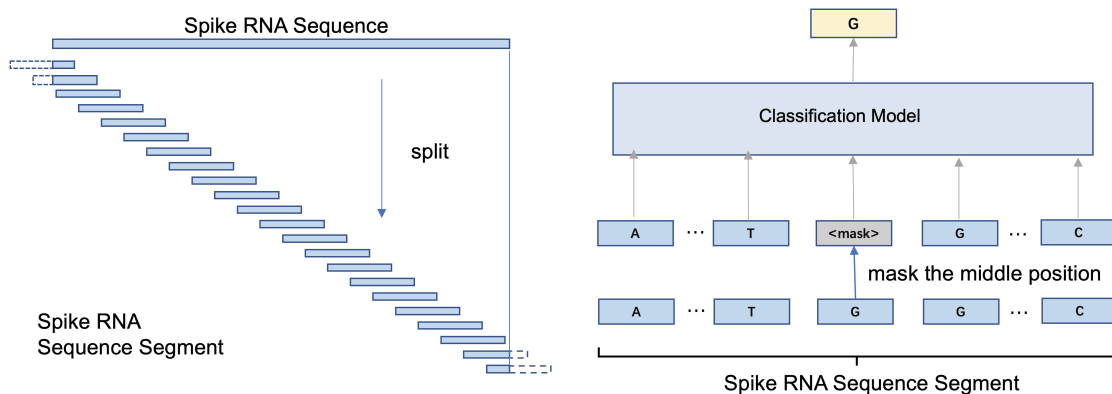 Spike RNA Sequence
split
Spike RNA
Sequence Segment
G
Classification Model
A ... T <mask> G ... C
mask the middle position
A ... T G G ... C
Spike RNA Sequence Segment